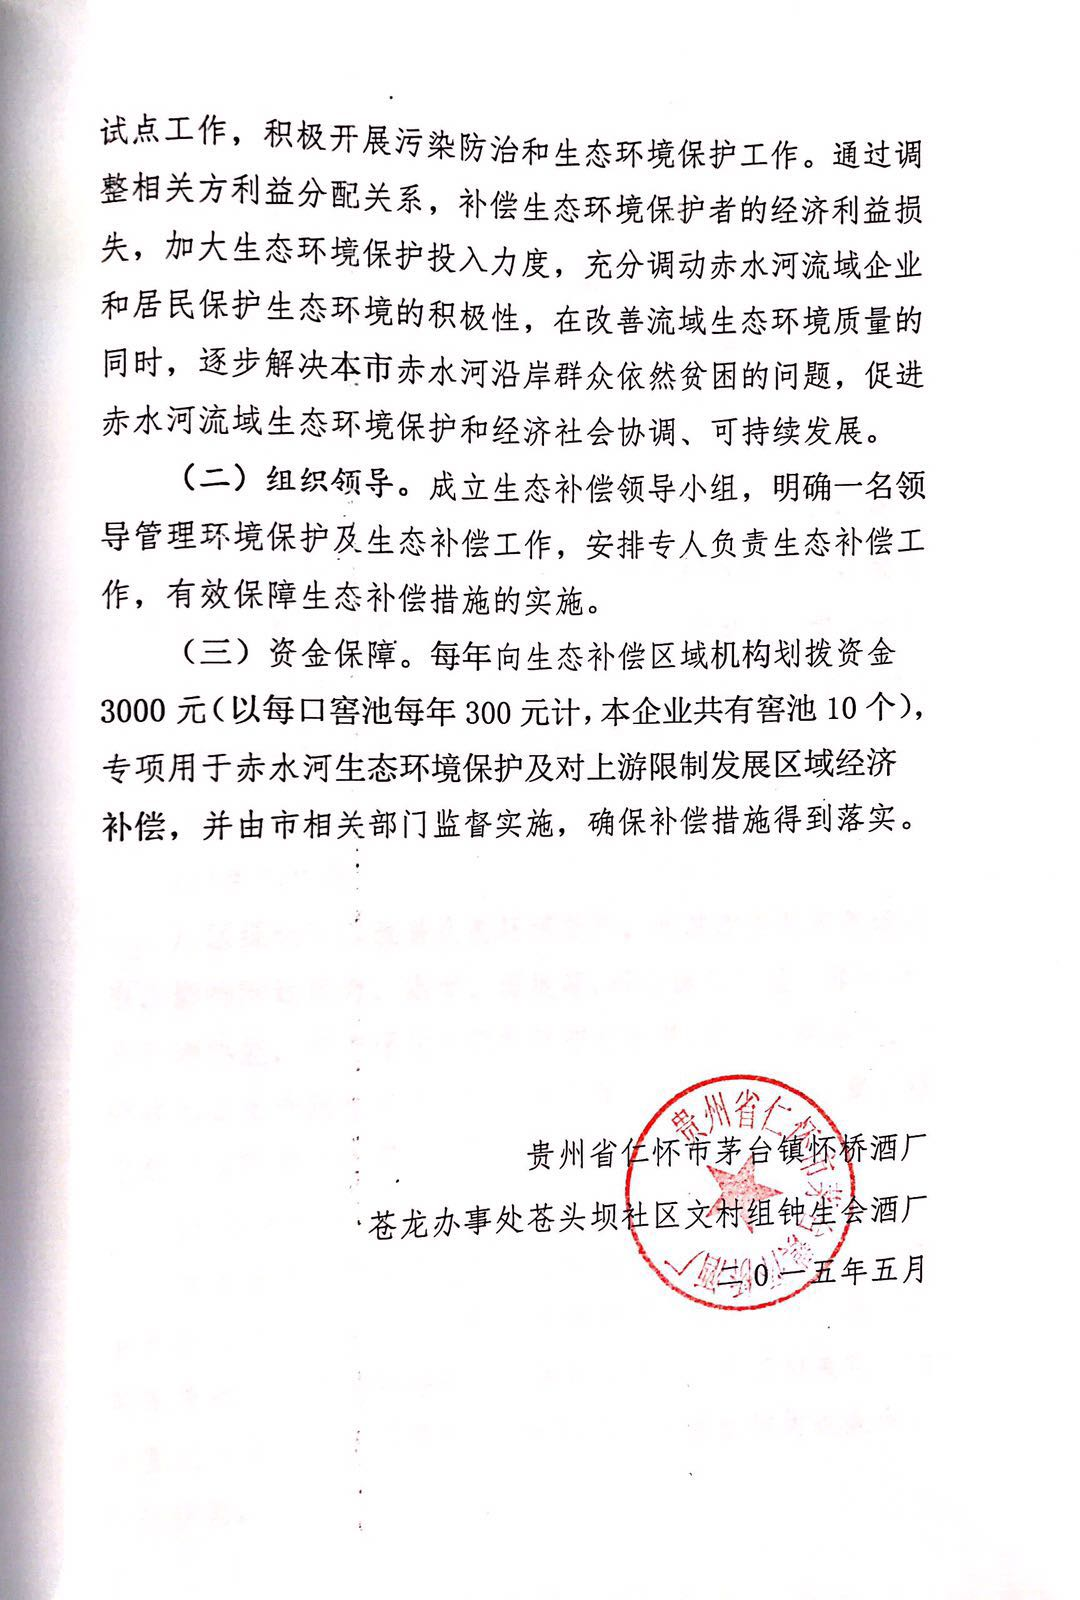 试点工作，积极开展污染防治和生态环境保护工作。通过调
整相关方利益分配关系，补偿生态环境保护者的经济利益损
失，加大生态环境保护投入力度，充分调动赤水河流域企业
和居民保护生态环境的积极性，在改善流域生态环境质量的
同时，逐步解决本市赤水河沿岸群众依然贫困的问题，促进
赤水河流域生态环境保护和经济社会协调、可持续发展。
（二）组织领导。成立生态补偿领导小组，明确一名领
导管理环境保护及生态补偿工作，安排专人负责生态补偿工
作，有效保障生态补偿措施的实施。
（三）资金保障。每年向生态补偿区域机构划拨资金
3000 元（以每口窖池每年 300 元计，本企业共有窖池 10 个），
专项用于赤水河生态环境保护及对上游限制发展区域经济
补偿，并由市相关部门监督实施，确保补偿措施得到落实。
贵州省仁怀市茅台镇怀桥酒厂
苍龙办事处苍头坝社区文村组钟生会酒厂
二0一五年五月
贵州省仁怀市茅台镇怀桥酒厂